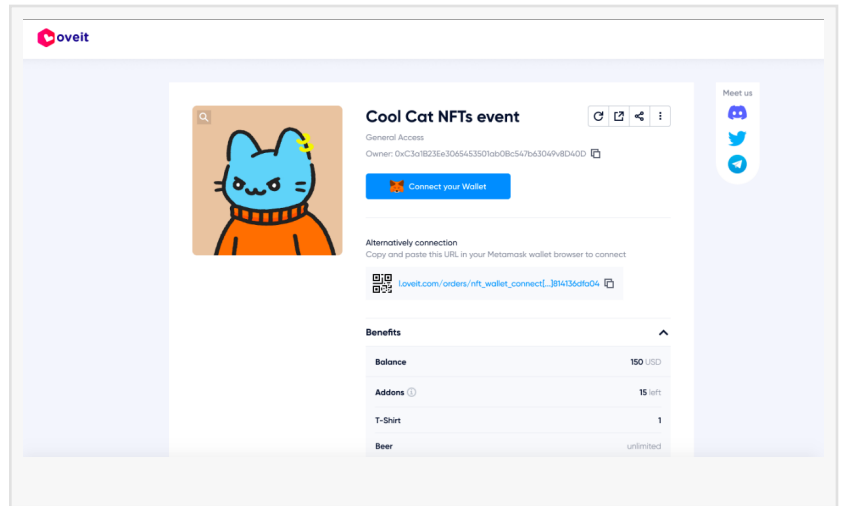 oveit
Meet us
Cool Cat NFTs event
General Access
Owner: 0xC3a1B23Ee3065453501ab0Bc547b63049v8D40D
Connect your Wallet
Alternatively connection
Copy and paste this URL in your Metamask wallet browser to connect
l.oveit.com/orders/nft_wallet_connect[...]814136dfa04
Benefits
Balance 150 USD
Addons 15 left
T-Shirt 1
Beer unlimited